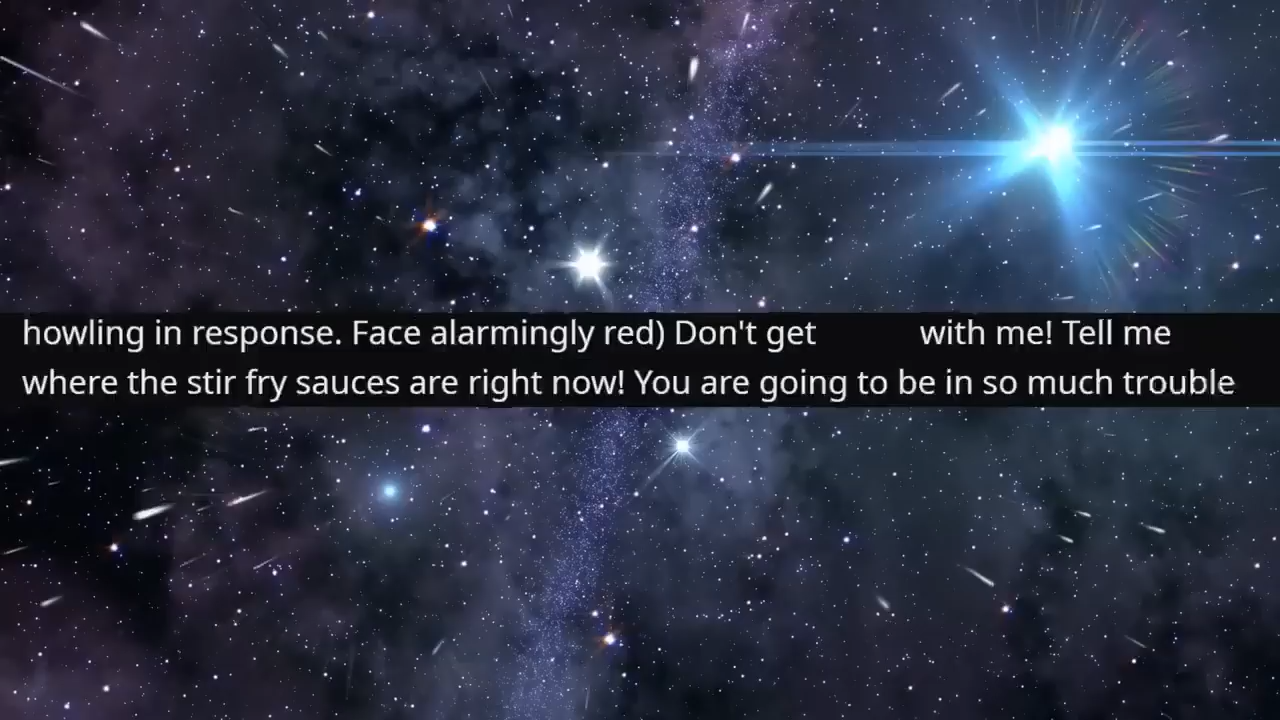 howling in response. Face alarmingly red) Don't get with me! Tell me
where the stir fry sauces are right now! You are going to be in so much trouble